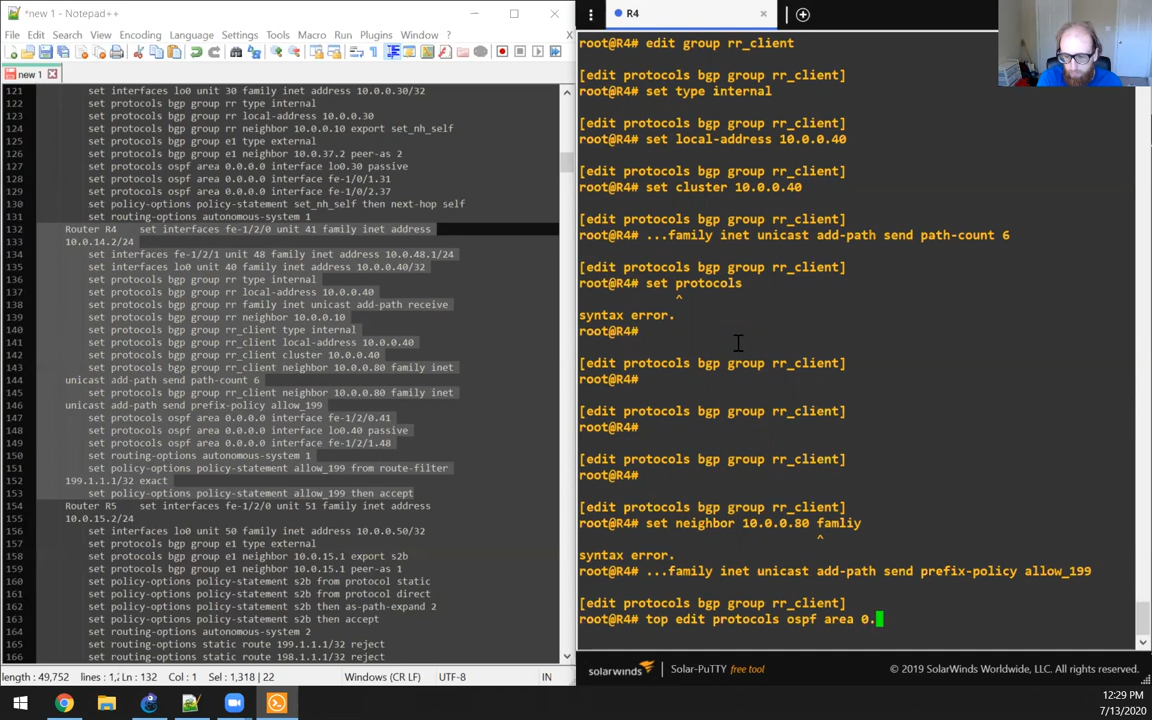 *new 1 - Notepad++
File Edit Search View Encoding Language Settings Tools Macro Run Plugins Window ?
X
new 1
121 set interfaces lo0 unit 30 family inet address 10.0.0.30/32
122 set protocols bgp group rr type internal
123 set protocols bgp group rr local-address 10.0.0.30
124 set protocols bgp group rr neighbor 10.0.0.10 export set_nh_self
125 set protocols bgp group e1 type external
126 set protocols bgp group e1 neighbor 10.0.37.2 peer-as 2
127 set protocols ospf area 0.0.0.0 interface lo0.30 passive
128 set protocols ospf area 0.0.0.0 interface fe-1/0/1.31
129 set protocols ospf area 0.0.0.0 interface fe-1/0/2.37
130 set policy-options policy-statement set_nh_self then next-hop self
131 set routing-options autonomous-system 1
132 Router R4 set interfaces fe-1/2/0 unit 41 family inet address
133 10.0.14.2/24
134 set interfaces fe-1/2/1 unit 48 family inet address 10.0.48.1/24
135 set interfaces lo0 unit 40 family inet address 10.0.0.40/32
136 set protocols bgp group rr type internal
137 set protocols bgp group rr local-address 10.0.0.40
138 set protocols bgp group rr family inet unicast add-path receive
139 set protocols bgp group rr neighbor 10.0.0.10
140 set protocols bgp group rr_client type internal
141 set protocols bgp group rr_client local-address 10.0.0.40
142 set protocols bgp group rr_client cluster 10.0.0.40
143 set protocols bgp group rr_client neighbor 10.0.0.80 family inet
144 unicast add-path send path-count 6
145 set protocols bgp group rr_client neighbor 10.0.0.80 family inet
146 unicast add-path send prefix-policy allow_199
147 set protocols ospf area 0.0.0.0 interface fe-1/2/0.41
148 set protocols ospf area 0.0.0.0 interface lo0.40 passive
149 set protocols ospf area 0.0.0.0 interface fe-1/2/1.48
150 set routing-options autonomous-system 1
151 set policy-options policy-statement allow_199 from route-filter
152 199.1.1.1/32 exact
153 set policy-options policy-statement allow_199 then accept
154 Router R5 set interfaces fe-1/2/0 unit 51 family inet address
155 10.0.15.2/24
156 set interfaces lo0 unit 50 family inet address 10.0.0.50/32
157 set protocols bgp group e1 type external
158 set protocols bgp group e1 neighbor 10.0.15.1 export s2b
159 set protocols bgp group e1 neighbor 10.0.15.1 peer-as 1
160 set policy-options policy-statement s2b from protocol static
161 set policy-options policy-statement s2b from protocol direct
162 set policy-options policy-statement s2b then as-path-expand 2
163 set policy-options policy-statement s2b then accept
164 set routing-options autonomous-system 2
165 set routing-options static route 199.1.1.1/32 reject
166 set routing-options static route 198.1.1.1/32 reject
length : 49,752 lines : 1, Ln : 132 Col : 1 Sel : 1,318 | 22 Windows (CR LF) UTF-8 IN
R4
root@R4# edit group rr_client
[edit protocols bgp group rr_client]
root@R4# set type internal
[edit protocols bgp group rr_client]
root@R4# set local-address 10.0.0.40
[edit protocols bgp group rr_client]
root@R4# set cluster 10.0.0.40
[edit protocols bgp group rr_client]
root@R4# ...family inet unicast add-path send path-count 6
[edit protocols bgp group rr_client]
root@R4# set protocols
^
syntax error.
root@R4#
[edit protocols bgp group rr_client]
root@R4#
[edit protocols bgp group rr_client]
root@R4#
[edit protocols bgp group rr_client]
root@R4#
[edit protocols bgp group rr_client]
root@R4# set neighbor 10.0.0.80 famliy
^
syntax error.
root@R4# ...family inet unicast add-path send prefix-policy allow_199
[edit protocols bgp group rr_client]
root@R4# top edit protocols ospf area 0.
solarwinds Solar-PuTTY free tool © 2019 SolarWinds Worldwide, LLC. All rights reserved.
12:29 PM
7/13/2020